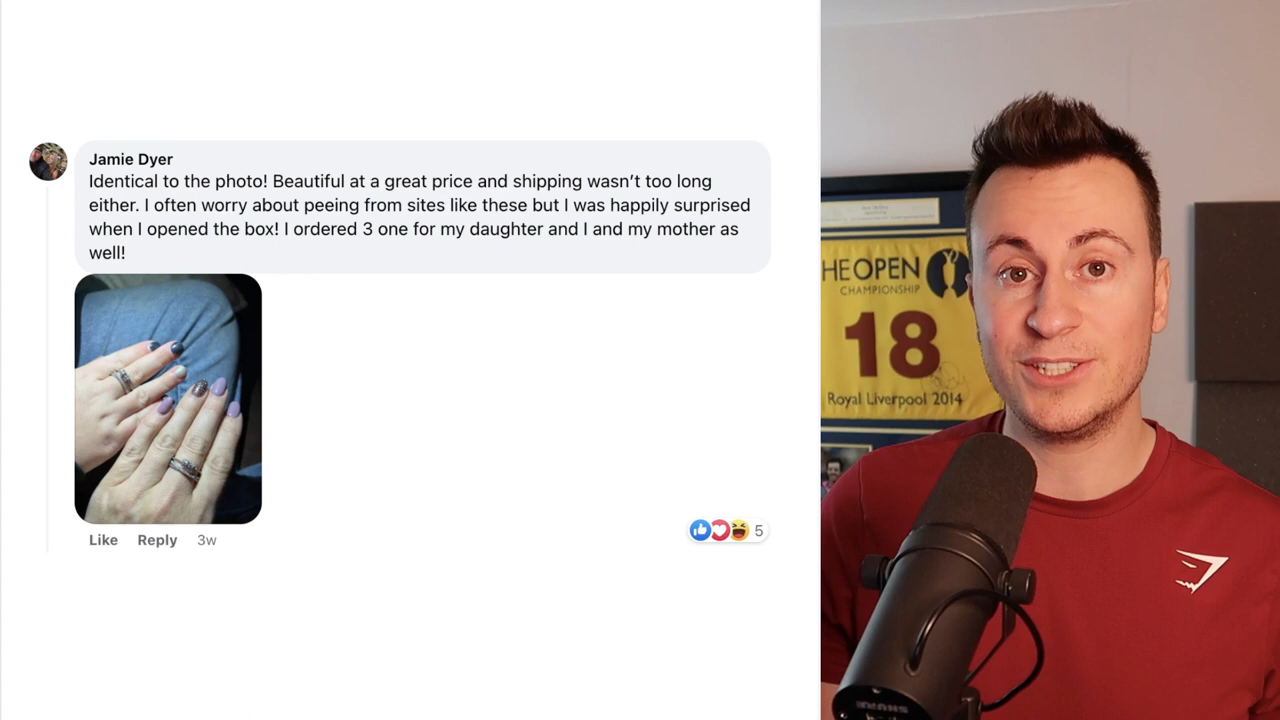 Jamie Dyer
Identical to the photo! Beautiful at a great price and shipping wasn't too long
either. I often worry about peeing from sites like these but I was happily surprised
when I opened the box! I ordered 3 one for my daughter and I and my mother as
well!
Like Reply 3w
5
HE OPEN
CHAMPIONSHIP
18
Royal Liverpool 2014